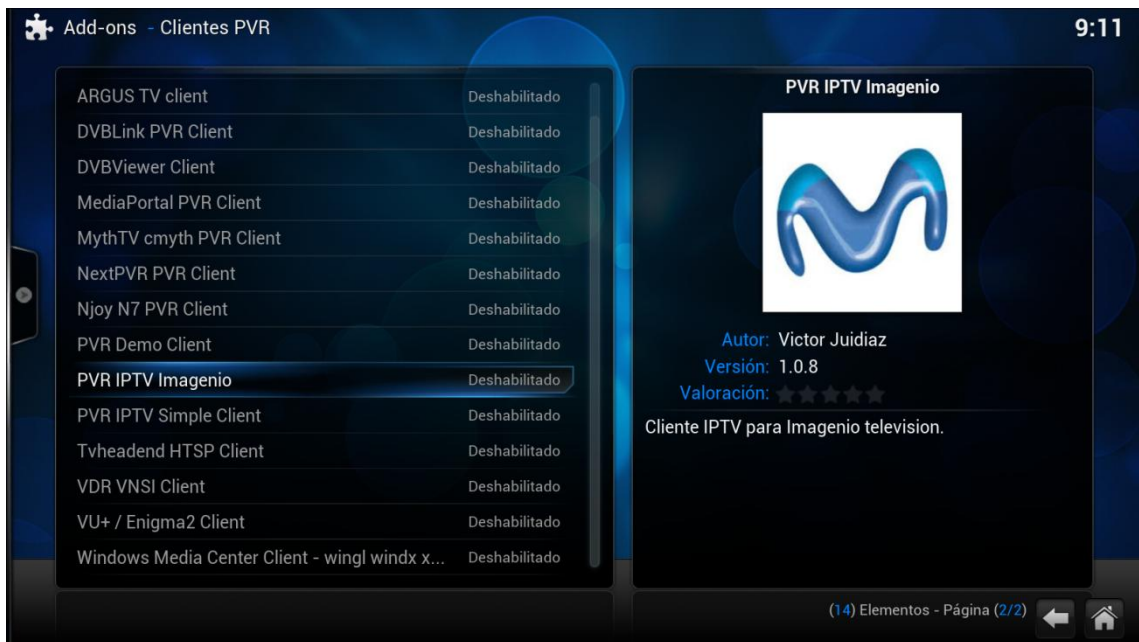 Add-ons - Clientes PVR
9:11
ARGUS TV client Deshabilitado
DVBLink PVR Client Deshabilitado
DVBViewer Client Deshabilitado
MediaPortal PVR Client Deshabilitado
MythTV cmyth PVR Client Deshabilitado
NextPVR PVR Client Deshabilitado
Njoy N7 PVR Client Deshabilitado
PVR Demo Client Deshabilitado
PVR IPTV Imagenio Deshabilitado
PVR IPTV Simple Client Deshabilitado
Tvheadend HTSP Client Deshabilitado
VDR VNSI Client Deshabilitado
VU+ / Enigma2 Client Deshabilitado
Windows Media Center Client - wingl windx x... Deshabilitado
PVR IPTV Imagenio
Autor: Victor Juidiaz
Versión: 1.0.8
Valoración:
Cliente IPTV para Imagenio television.
(14) Elementos - Página (2/2)